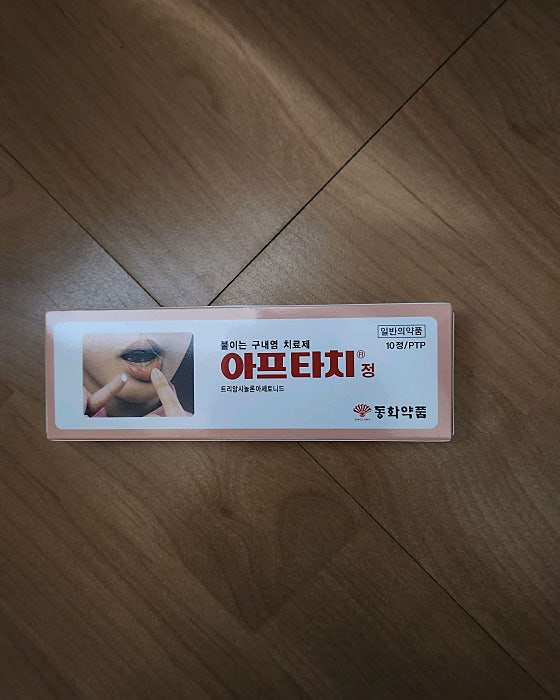 일반의약품
10정/PTP
붙이는 구내염 치료제
아프타치® 정
트리암시놀론아세토니드
동화약품